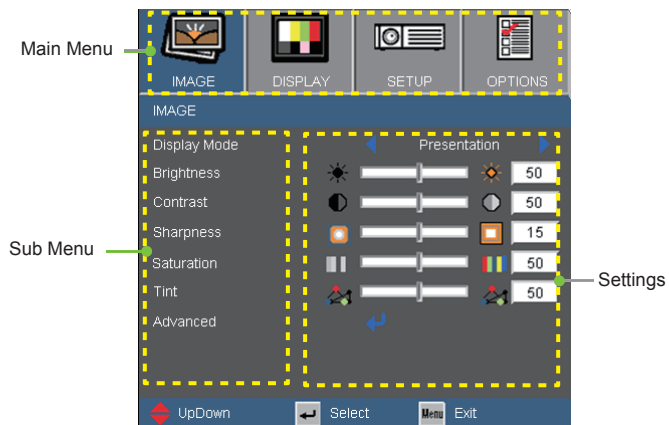 Main Menu
IMAGE DISPLAY SETUP OPTIONS
IMAGE
Display Mode Presentation
Brightness 50
Contrast 50
Sharpness 15
Sub Menu
Saturation 50
Settings
Tint 50
Advanced
UpDown Select Menu Exit